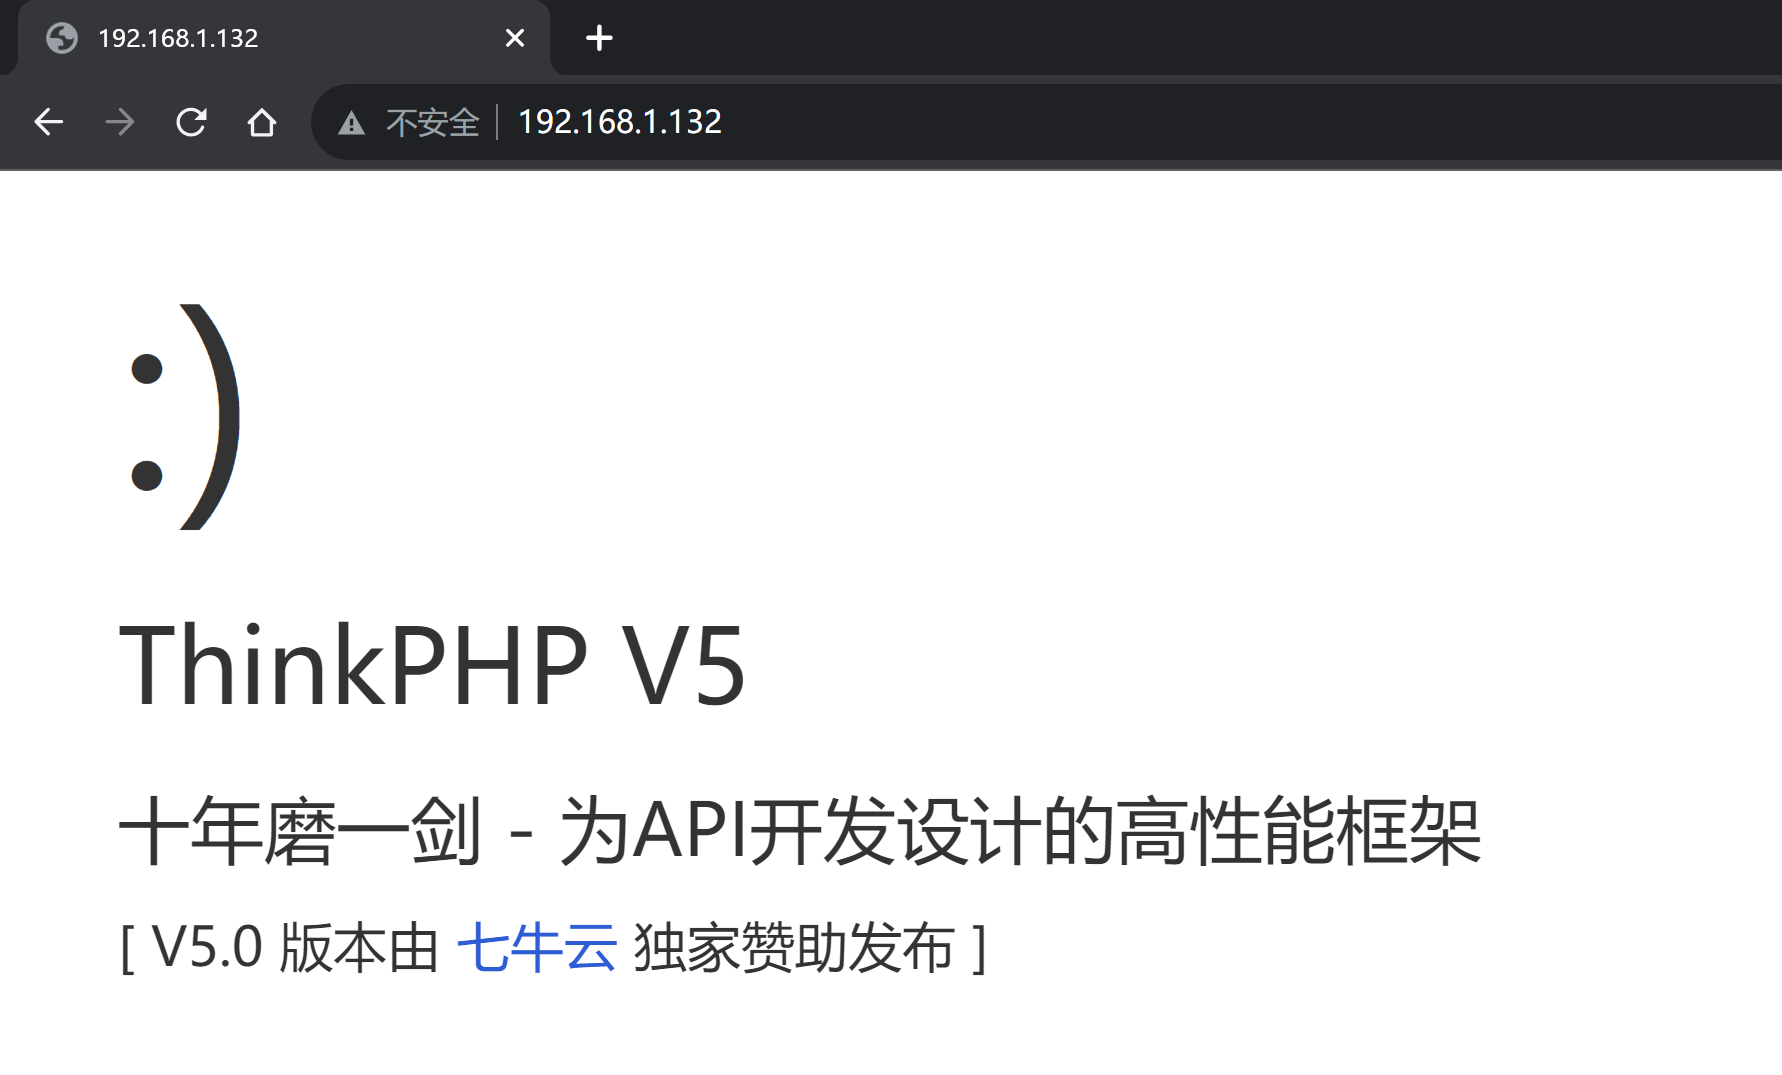 192.168.1.132
不安全 192.168.1.132
:)
ThinkPHP V5
十年磨一剑 - 为API开发设计的高性能框架
[ V5.0 版本由 七牛云 独家赞助发布 ]